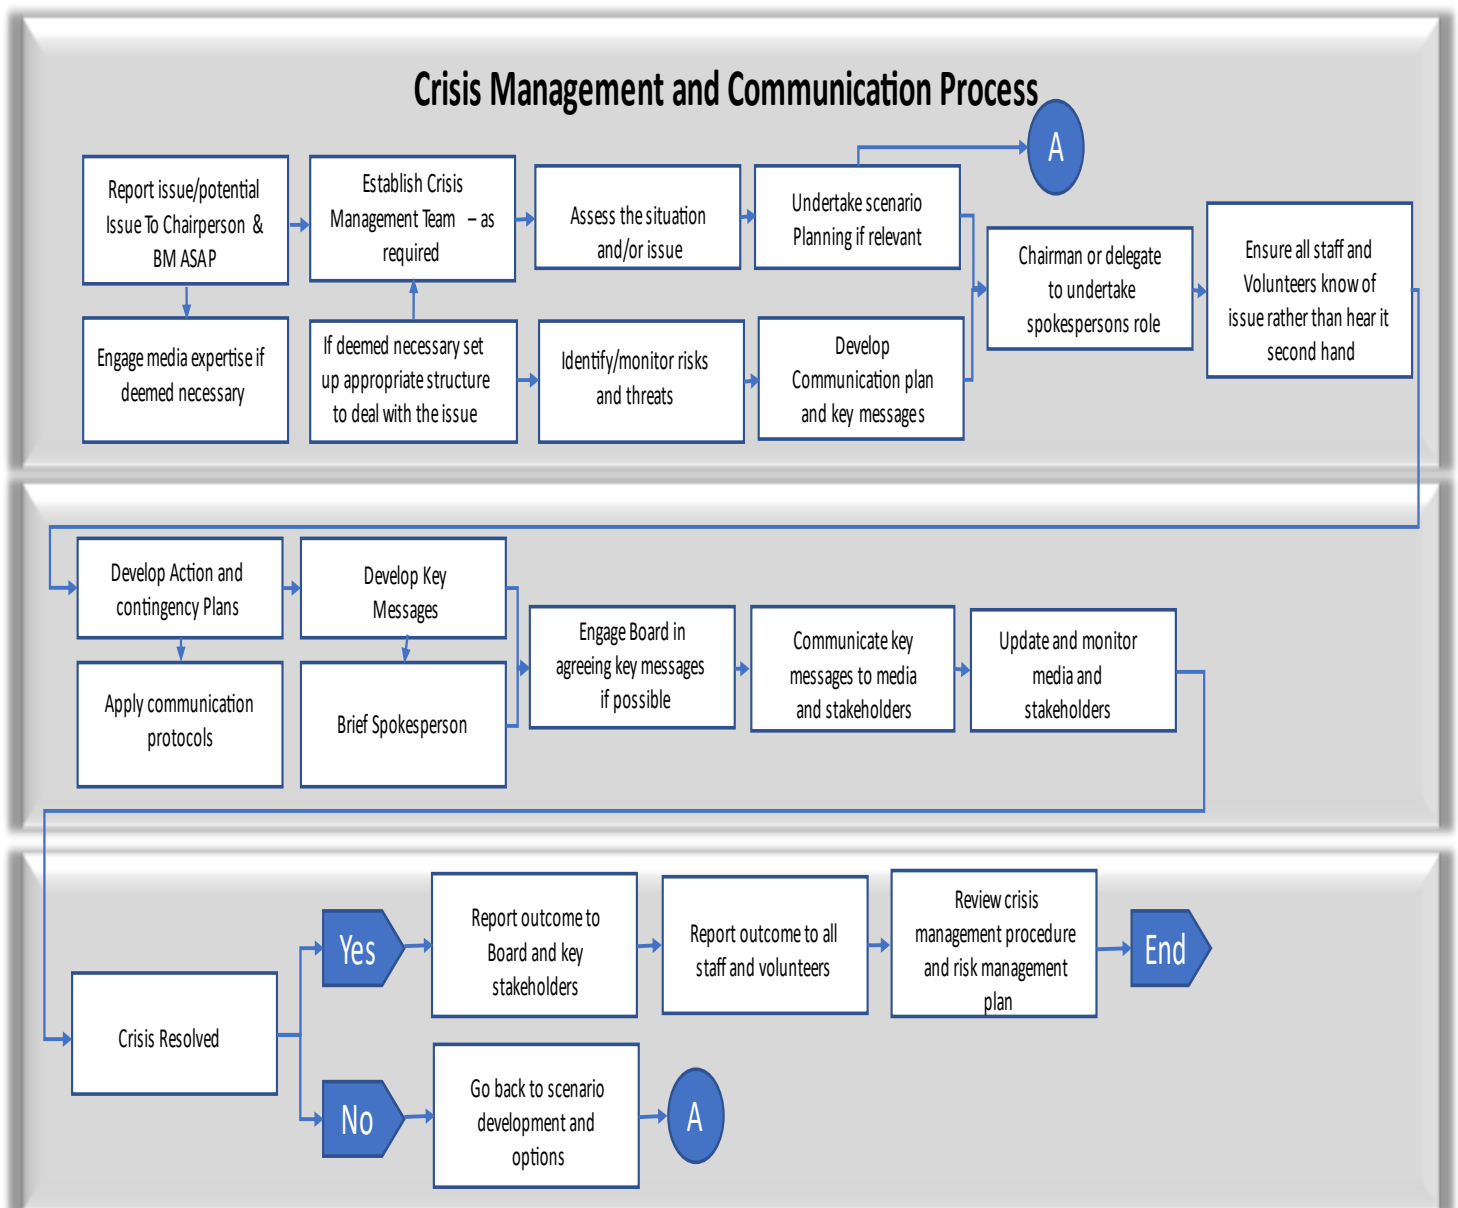 Crisis Management and Communication Process
A
Report issue/potential
Issue To Chairperson &
BM ASAP
Establish Crisis
Management Team – as
required
Assess the situation
and/or issue
Undertake scenario
Planning if relevant
Chairman or delegate
to undertake
spokespersons role
Ensure all staff and
Volunteers know of
issue rather than hear it
second hand
Engage media expertise if
deemed necessary
If deemed necessary set
up appropriate structure
to deal with the issue
Identify/monitor risks
and threats
Develop
Communication plan
and key messages
Develop Action and
contingency Plans
Develop Key
Messages
Apply communication
protocols
Brief Spokesperson
Engage Board in
agreeing key messages
if possible
Communicate key
messages to media
and stakeholders
Update and monitor
media and
stakeholders
Crisis Resolved
Yes
Report outcome to
Board and key
stakeholders
Report outcome to all
staff and volunteers
Review crisis
management procedure
and risk management
plan
End
No
Go back to scenario
development and
options
A